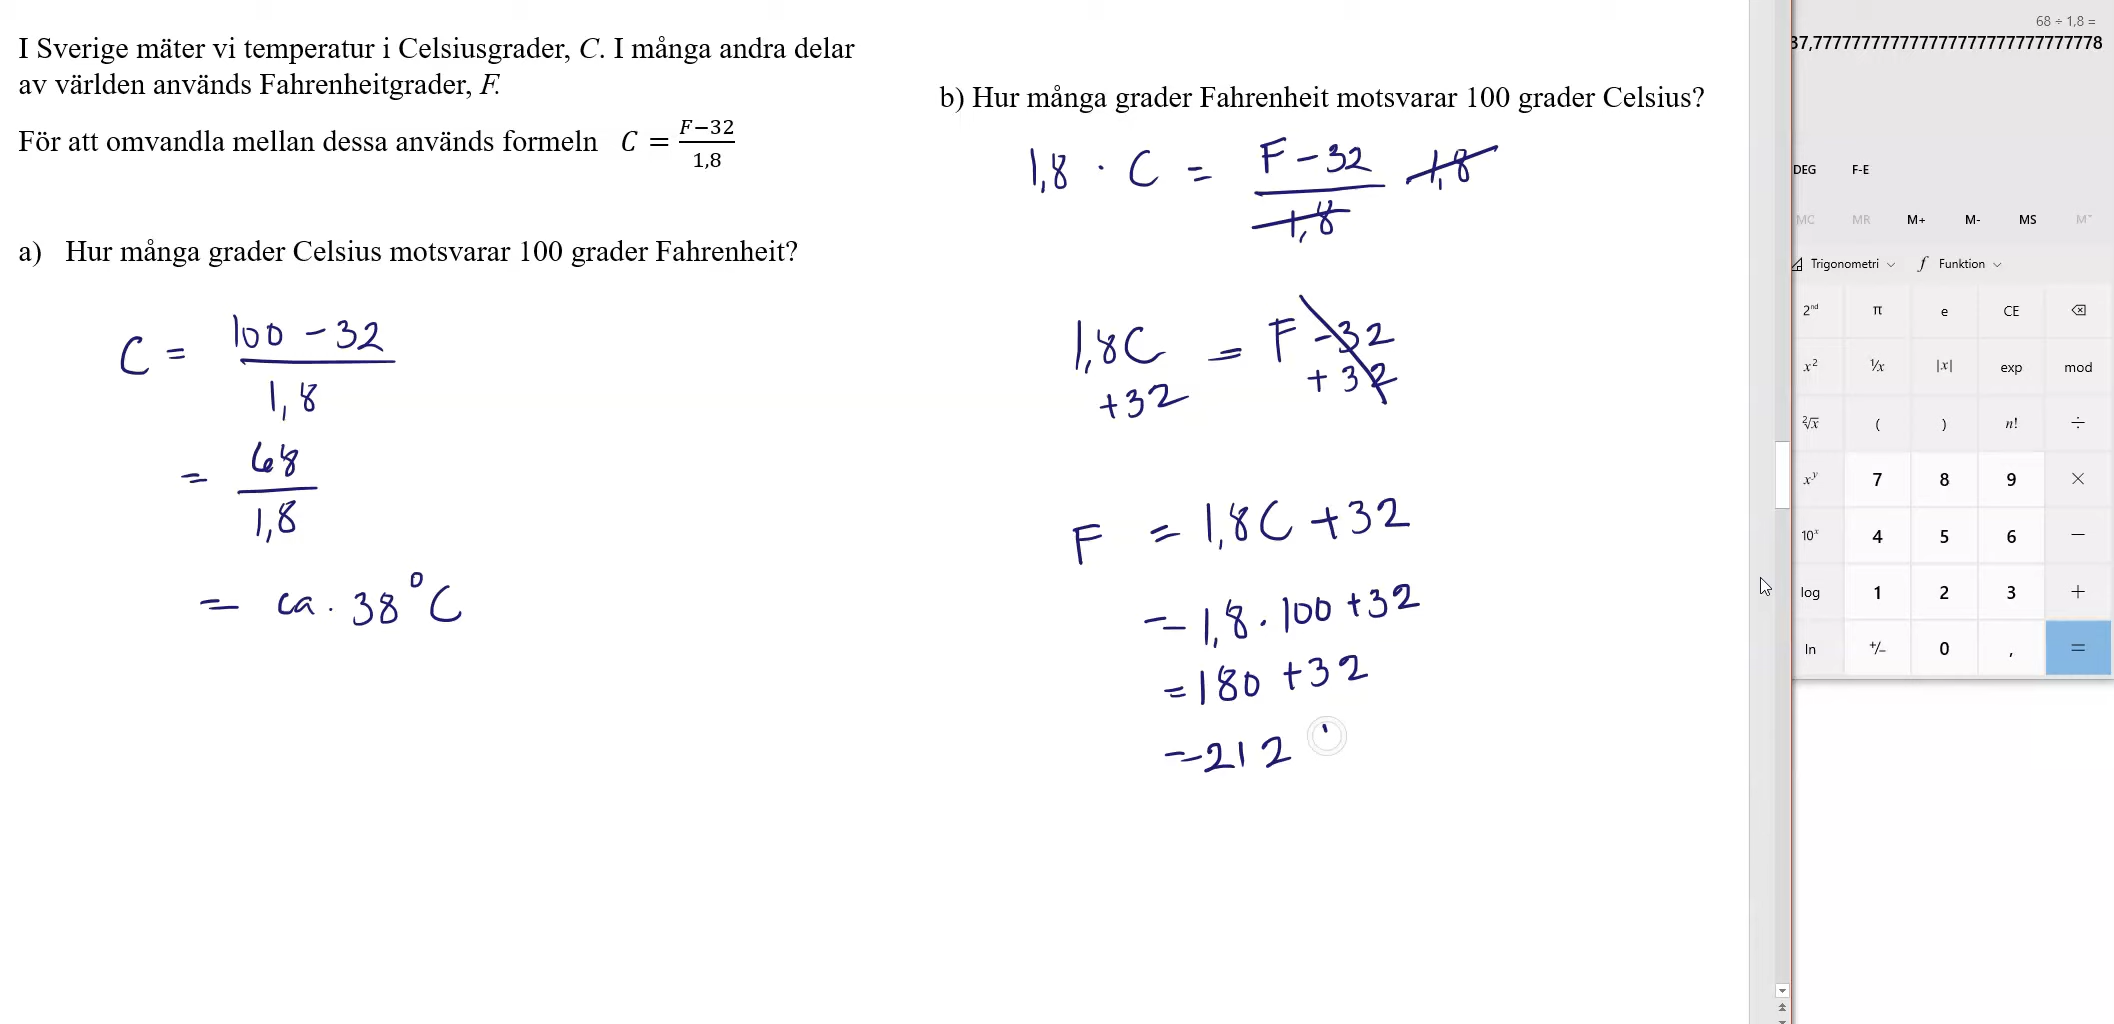 I Sverige mäter vi temperatur i Celsiusgrader, C. I många andra delar
av världen används Fahrenheitgrader, F.
För att omvandla mellan dessa används formeln C = F−32 / 1,8
a) Hur många grader Celsius motsvarar 100 grader Fahrenheit?
C = 100 - 32 / 1,8
= 68 / 1,8
= ca. 38°C
b) Hur många grader Fahrenheit motsvarar 100 grader Celsius?
1,8 · C = F - 32 / 1,8 1,8
1,8C = F - 32
+32 + 32
F = 1,8C + 32
= 1,8 · 100 + 32
= 180 + 32
= 212
68 ÷ 1,8 =
37,777777777777777777777777777778
DEG F-E
MC MR M+ M- MS M˅
Trigonometri f Funktion
2nd π e CE
x² ¹/x |x| exp mod
²√x ( ) n! ÷
xʸ 7 8 9 ×
10ˣ 4 5 6 −
log 1 2 3 +
ln +/− 0 , =